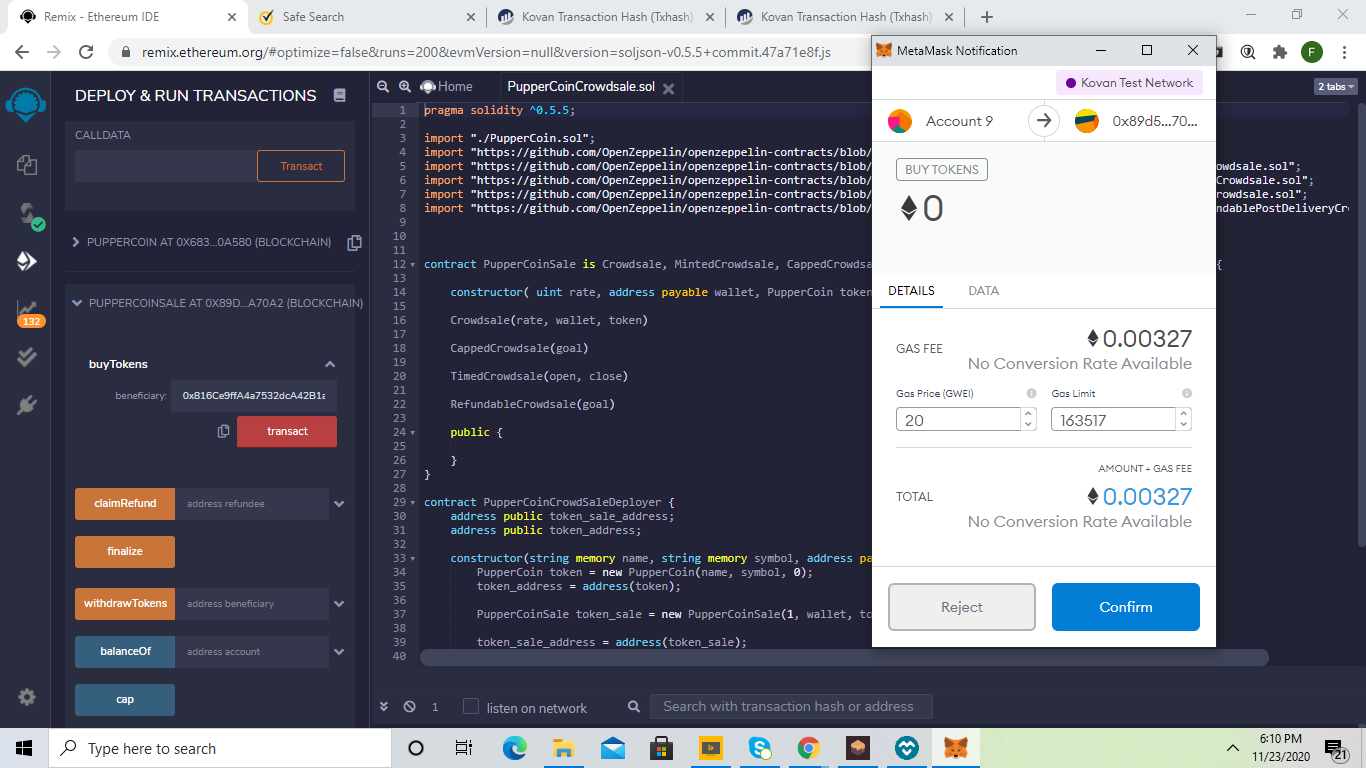 Remix - Ethereum IDE
Safe Search
Kovan Transaction Hash (Txhash)
Kovan Transaction Hash (Txhash)
remix.ethereum.org/#optimize=false&runs=200&evmVersion=null&version=soljson-v0.5.5+commit.47a71e8f.js
F
DEPLOY & RUN TRANSACTIONS
CALLDATA
Transact
PUPPERCOIN AT 0X683...0A580 (BLOCKCHAIN)
PUPPERCOINSALE AT 0X89D...A70A2 (BLOCKCHAIN)
132
buyTokens
beneficiary: 0x816Ce9ffA4a7532dcA42B1a
transact
claimRefund address refundee
finalize
withdrawTokens address beneficiary
balanceOf address account
cap
Home PupperCoinCrowdsale.sol 2 tabs
1 pragma solidity ^0.5.5;
2
3 import "./PupperCoin.sol";
4 import "https://github.com/OpenZeppelin/openzeppelin-contracts/blob/
5 import "https://github.com/OpenZeppelin/openzeppelin-contracts/blob/ rowdsale.sol";
6 import "https://github.com/OpenZeppelin/openzeppelin-contracts/blob/ Crowdsale.sol";
7 import "https://github.com/OpenZeppelin/openzeppelin-contracts/blob/ rowdsale.sol";
8 import "https://github.com/OpenZeppelin/openzeppelin-contracts/blob/ ndablePostDeliveryCr
9
10
11
12 contract PupperCoinSale is Crowdsale, MintedCrowdsale, CappedCrowdsa {
13
14 constructor( uint rate, address payable wallet, PupperCoin token
15
16 Crowdsale(rate, wallet, token)
17
18 CappedCrowdsale(goal)
19
20 TimedCrowdsale(open, close)
21
22 RefundableCrowdsale(goal)
23
24 public {
25
26 }
27 }
28
29 contract PupperCoinCrowdSaleDeployer {
30 address public token_sale_address;
31 address public token_address;
32
33 constructor(string memory name, string memory symbol, address pa
34 PupperCoin token = new PupperCoin(name, symbol, 0);
35 token_address = address(token);
36
37 PupperCoinSale token_sale = new PupperCoinSale(1, wallet, to
38
39 token_sale_address = address(token_sale);
40
1 listen on network Search with transaction hash or address
MetaMask Notification
Kovan Test Network
Account 9 0x89d5...70...
BUY TOKENS
0
DETAILS DATA
GAS FEE 0.00327
No Conversion Rate Available
Gas Price (GWEI) Gas Limit
20 163517
AMOUNT + GAS FEE
TOTAL 0.00327
No Conversion Rate Available
Reject Confirm
Type here to search
6:10 PM
11/23/2020
21